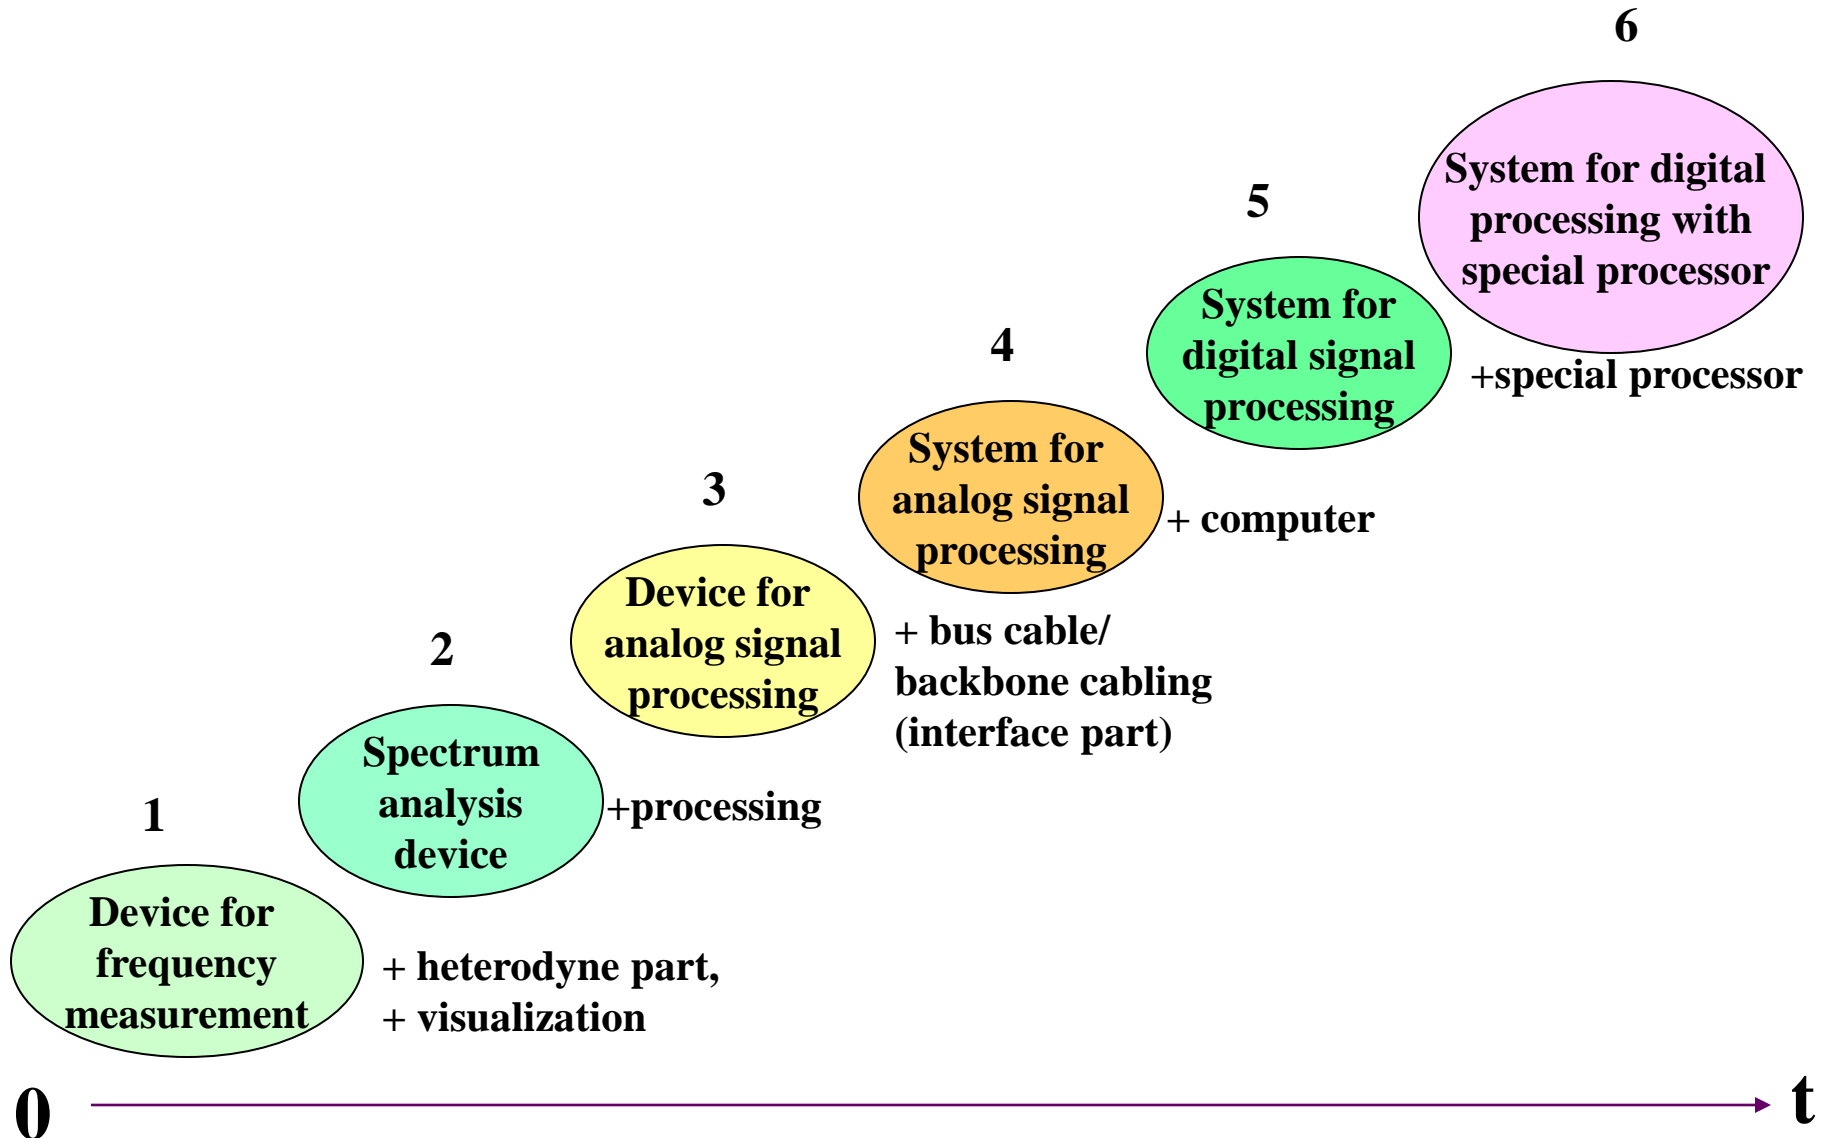 1
Device for
frequency
measurement
+ heterodyne part,
+ visualization
2
Spectrum
analysis
device
+processing
3
Device for
analog signal
processing
+ bus cable/
backbone cabling
(interface part)
4
System for
analog signal
processing
+ computer
5
System for
digital signal
processing
+special processor
6
System for digital
processing with
special processor
0
t